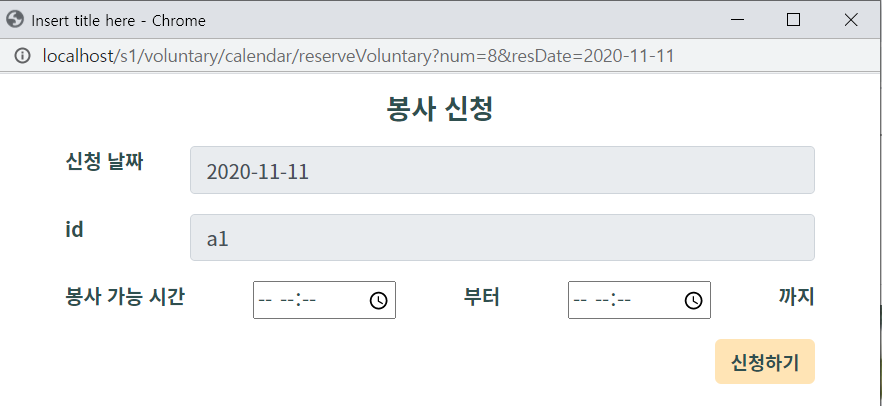 Insert title here - Chrome
localhost/s1/voluntary/calendar/reserveVoluntary?num=8&resDate=2020-11-11
봉사 신청
신청 날짜 2020-11-11
id a1
봉사 가능 시간 -- --:-- 부터 -- --:-- 까지
신청하기